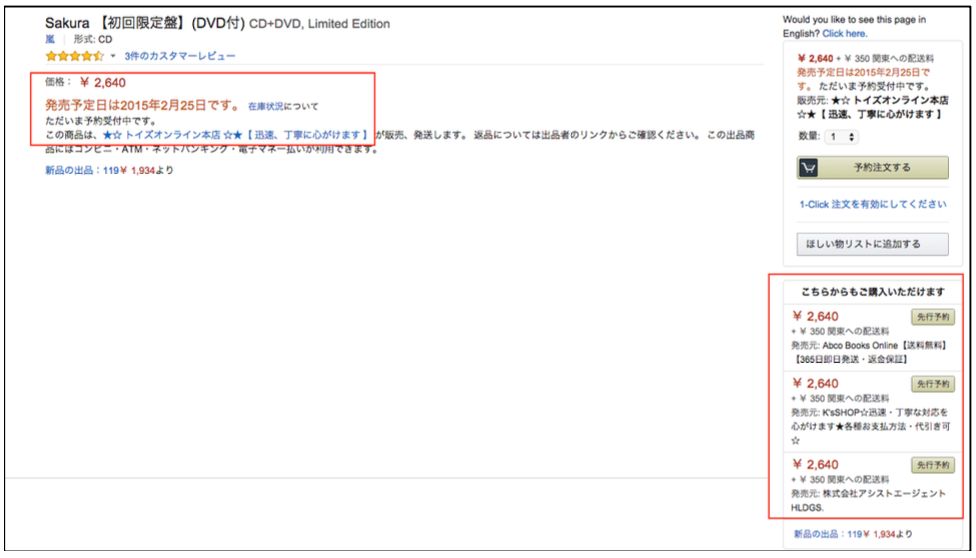 Sakura 【初回限定盤】(DVD付) CD+DVD, Limited Edition
嵐 形式: CD
3件のカスタマーレビュー
価格： ¥ 2,640
発売予定日は2015年2月25日です。 在庫状況について
ただいま予約受付中です。
この商品は、★☆ トイズオンライン本店 ☆★【 迅速、丁寧に心がけます 】 が販売、発送します。 返品については出品者のリンクからご確認ください。 この出品商
品にはコンビニ・ATM・ネットバンキング・電子マネー払いが利用できます。
新品の出品：119¥ 1,934より
Would you like to see this page in
English? Click here.
¥ 2,640 + ¥ 350 関東への配送料
発売予定日は2015年2月25日で
す。 ただいま予約受付中です。
販売元: ★☆ トイズオンライン本店
☆★【 迅速、丁寧に心がけます 】
数量: 1
予約注文する
1-Click 注文を有効にしてください
ほしい物リストに追加する
こちらからもご購入いただけます
¥ 2,640 先行予約
+ ¥ 350 関東への配送料
発売元: Abco Books Online【送料無料】
【365日即日発送・返金保証】
¥ 2,640 先行予約
+ ¥ 350 関東への配送料
発売元: K'sSHOP☆迅速・丁寧な対応を
心がけます★各種お支払方法・代引き可
☆
¥ 2,640 先行予約
+ ¥ 350 関東への配送料
発売元: 株式会社アシストエージェント
HLDGS.
新品の出品：119¥ 1,934より